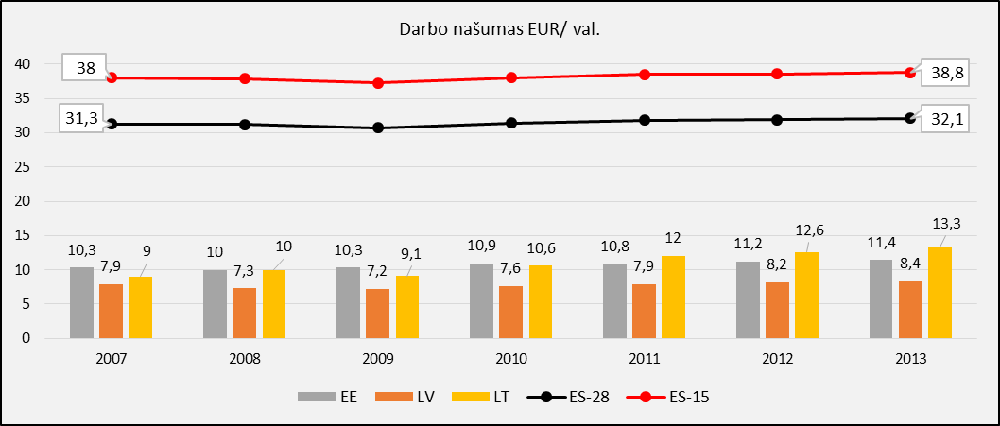 Darbo našumas EUR/ val.
40
35
30
25
20
15
10
5
0
38
38,8
31,3
32,1
10,3 7,9 9
10 7,3 10
10,3 7,2 9,1
10,9 7,6 10,6
10,8 7,9 12
11,2 8,2 12,6
11,4 8,4 13,3
2007 2008 2009 2010 2011 2012 2013
EE LV LT ES-28 ES-15